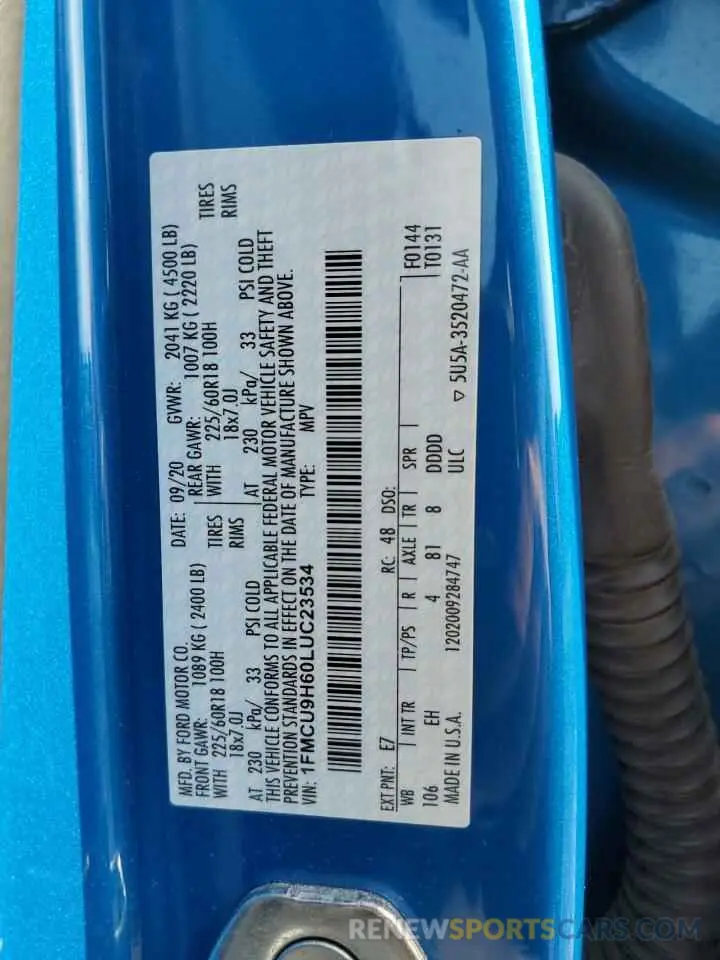 MFD. BY FORD MOTOR CO.
DATE: 09/20 GVWR: 2041 KG ( 4500 LB)
FRONT GAWR: 1089 KG ( 2400 LB) REAR GAWR: 1007 KG ( 2220 LB)
WITH 225/60R18 100H TIRES WITH 225/60R18 100H TIRES
18x7.0J RIMS 18x7.0J RIMS
AT 230 kPa/ 33 PSI COLD AT 230 kPa/ 33 PSI COLD
THIS VEHICLE CONFORMS TO ALL APPLICABLE FEDERAL MOTOR VEHICLE SAFETY AND THEFT
PREVENTION STANDARDS IN EFFECT ON THE DATE OF MANUFACTURE SHOWN ABOVE.
VIN: 1FMCU9H60LUC23534 TYPE: MPV
EXT PNT: E7 RC: 48 DSO: F0144
WB INT TR TP/PS R AXLE TR SPR T0131
106 EH 4 81 8 DDDD
MADE IN U.S.A. 1202009284747 ULC ▽ 5U5A-3520472-AA
RENEWSPORTSCARS.COM